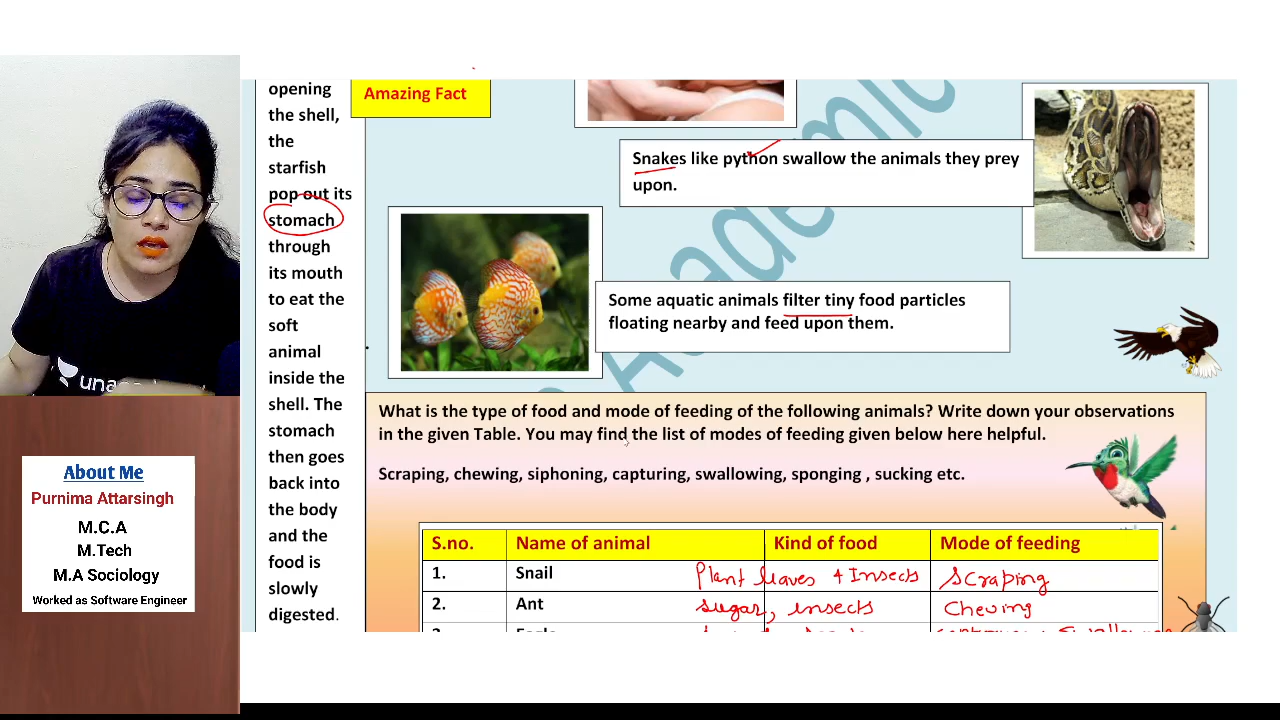 opening
the shell,
the
starfish
pop out its
stomach
through
its mouth
to eat the
soft
animal
inside the
shell. The
stomach
then goes
back into
the body
and the
food is
slowly
digested.
Amazing Fact
Snakes like python swallow the animals they prey
upon.
Some aquatic animals filter tiny food particles
floating nearby and feed upon them.
What is the type of food and mode of feeding of the following animals? Write down your observations
in the given Table. You may find the list of modes of feeding given below here helpful.
Scraping, chewing, siphoning, capturing, swallowing, sponging , sucking etc.
S.no. Name of animal Kind of food Mode of feeding
1. Snail Plant leaves + Insects Scraping
2. Ant sugar, insects Chewing
About Me
Purnima Attarsingh
M.C.A
M.Tech
M.A Sociology
Worked as Software Engineer